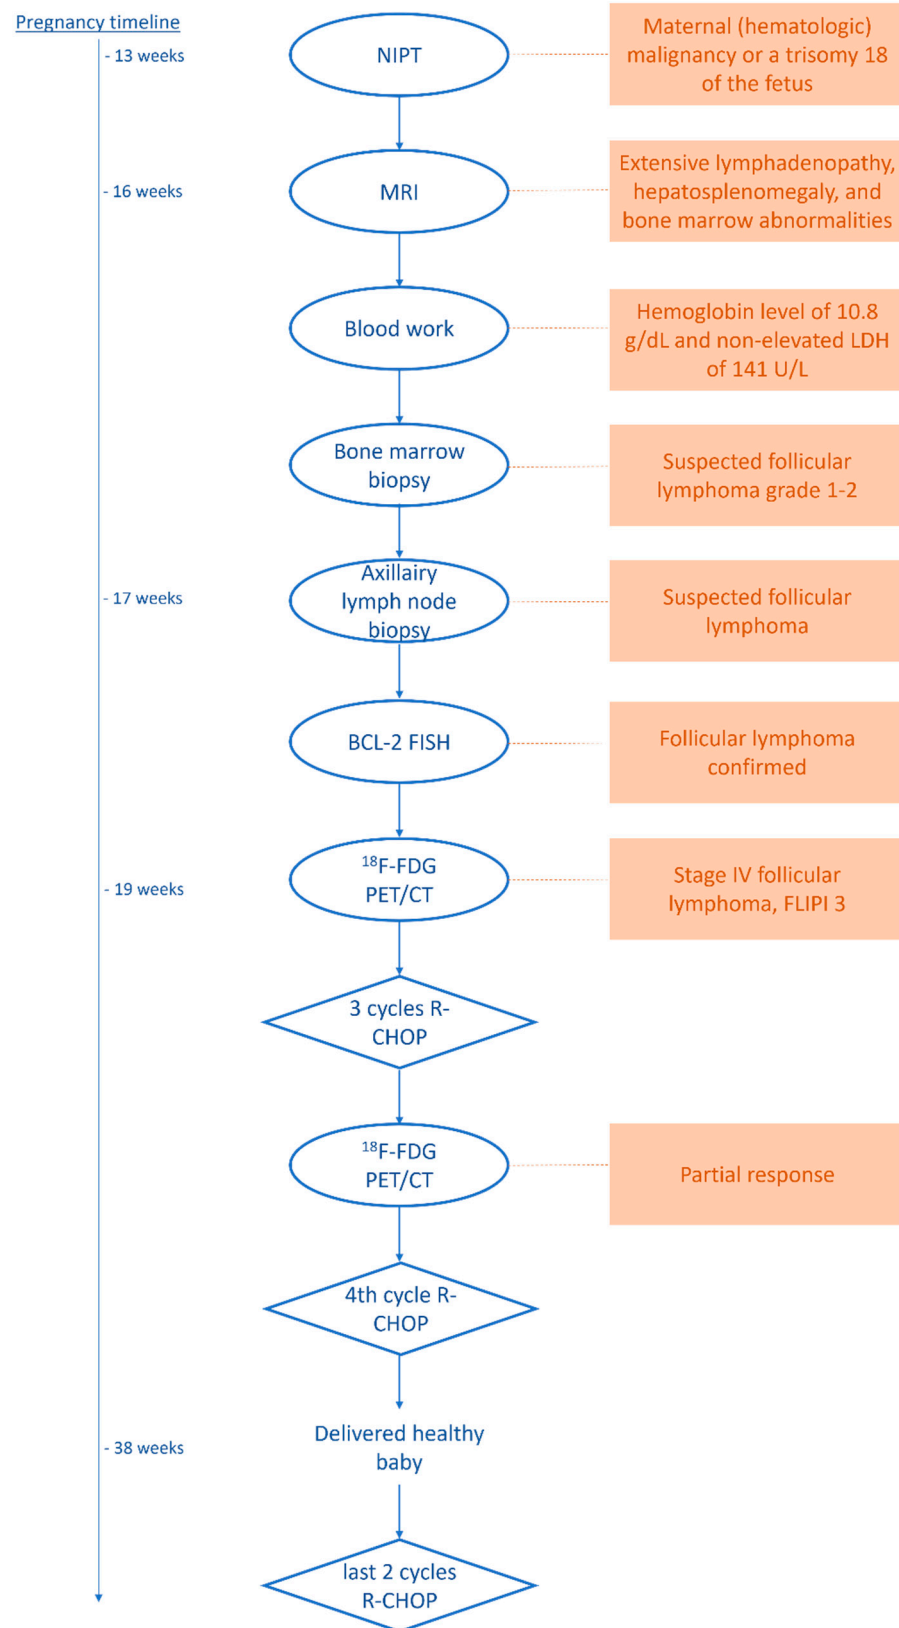 Pregnancy timeline
- 13 weeks
NIPT
Maternal (hematologic)
malignancy or a trisomy 18
of the fetus
- 16 weeks
MRI
Extensive lymphadenopathy,
hepatosplenomegaly, and
bone marrow abnormalities
Blood work
Hemoglobin level of 10.8
g/dL and non-elevated LDH
of 141 U/L
Bone marrow
biopsy
Suspected follicular
lymphoma grade 1-2
- 17 weeks
Axillairy
lymph node
biopsy
Suspected follicular
lymphoma
BCL-2 FISH
Follicular lymphoma
confirmed
- 19 weeks
¹⁸F-FDG
PET/CT
Stage IV follicular
lymphoma, FLIPI 3
3 cycles R-
CHOP
¹⁸F-FDG
PET/CT
Partial response
4th cycle R-
CHOP
- 38 weeks
Delivered healthy
baby
last 2 cycles
R-CHOP